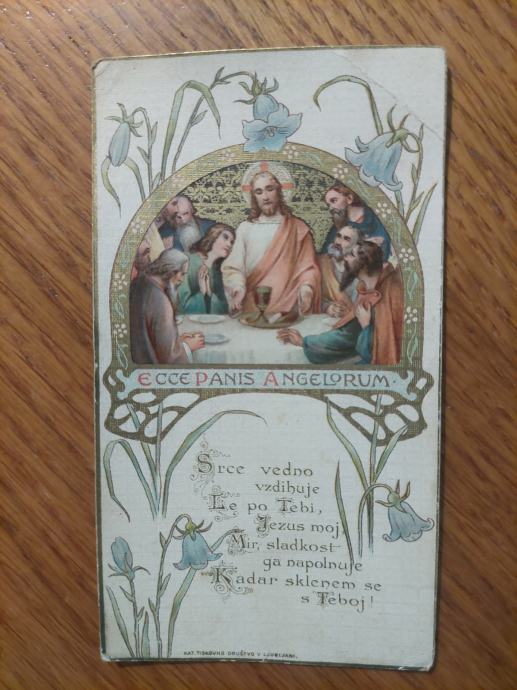 ECCE PANIS ANGELORUM.
Srce vedno
vzdihuje
Le po Tebi,
Jezus moj
Mir, sladkost
ga napolnuje
Kadar sklenem se
s Teboj!
KAT. TISKOVNO DRUŠTVO V LJUBLJANI.